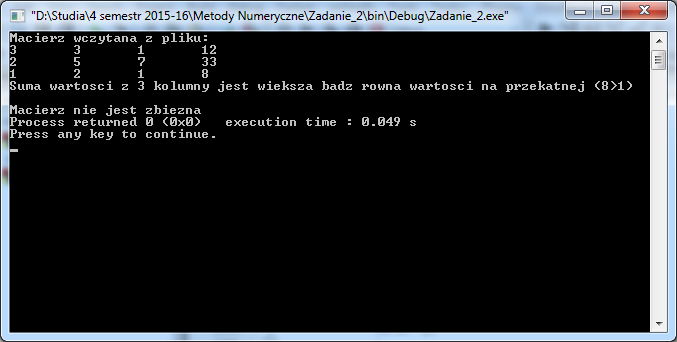 "D:\Studia\4 semestr 2015-16\Metody Numeryczne\Zadanie_2\bin\Debug\Zadanie_2.exe"
Macierz wczytana z pliku:
3 3 1 12
2 5 7 33
1 2 1 8
Suma wartosci z 3 kolumny jest wieksza badz rowna wartosci na przekatnej (8>1)
Macierz nie jest zbiezna
Process returned 0 (0x0) execution time : 0.049 s
Press any key to continue.